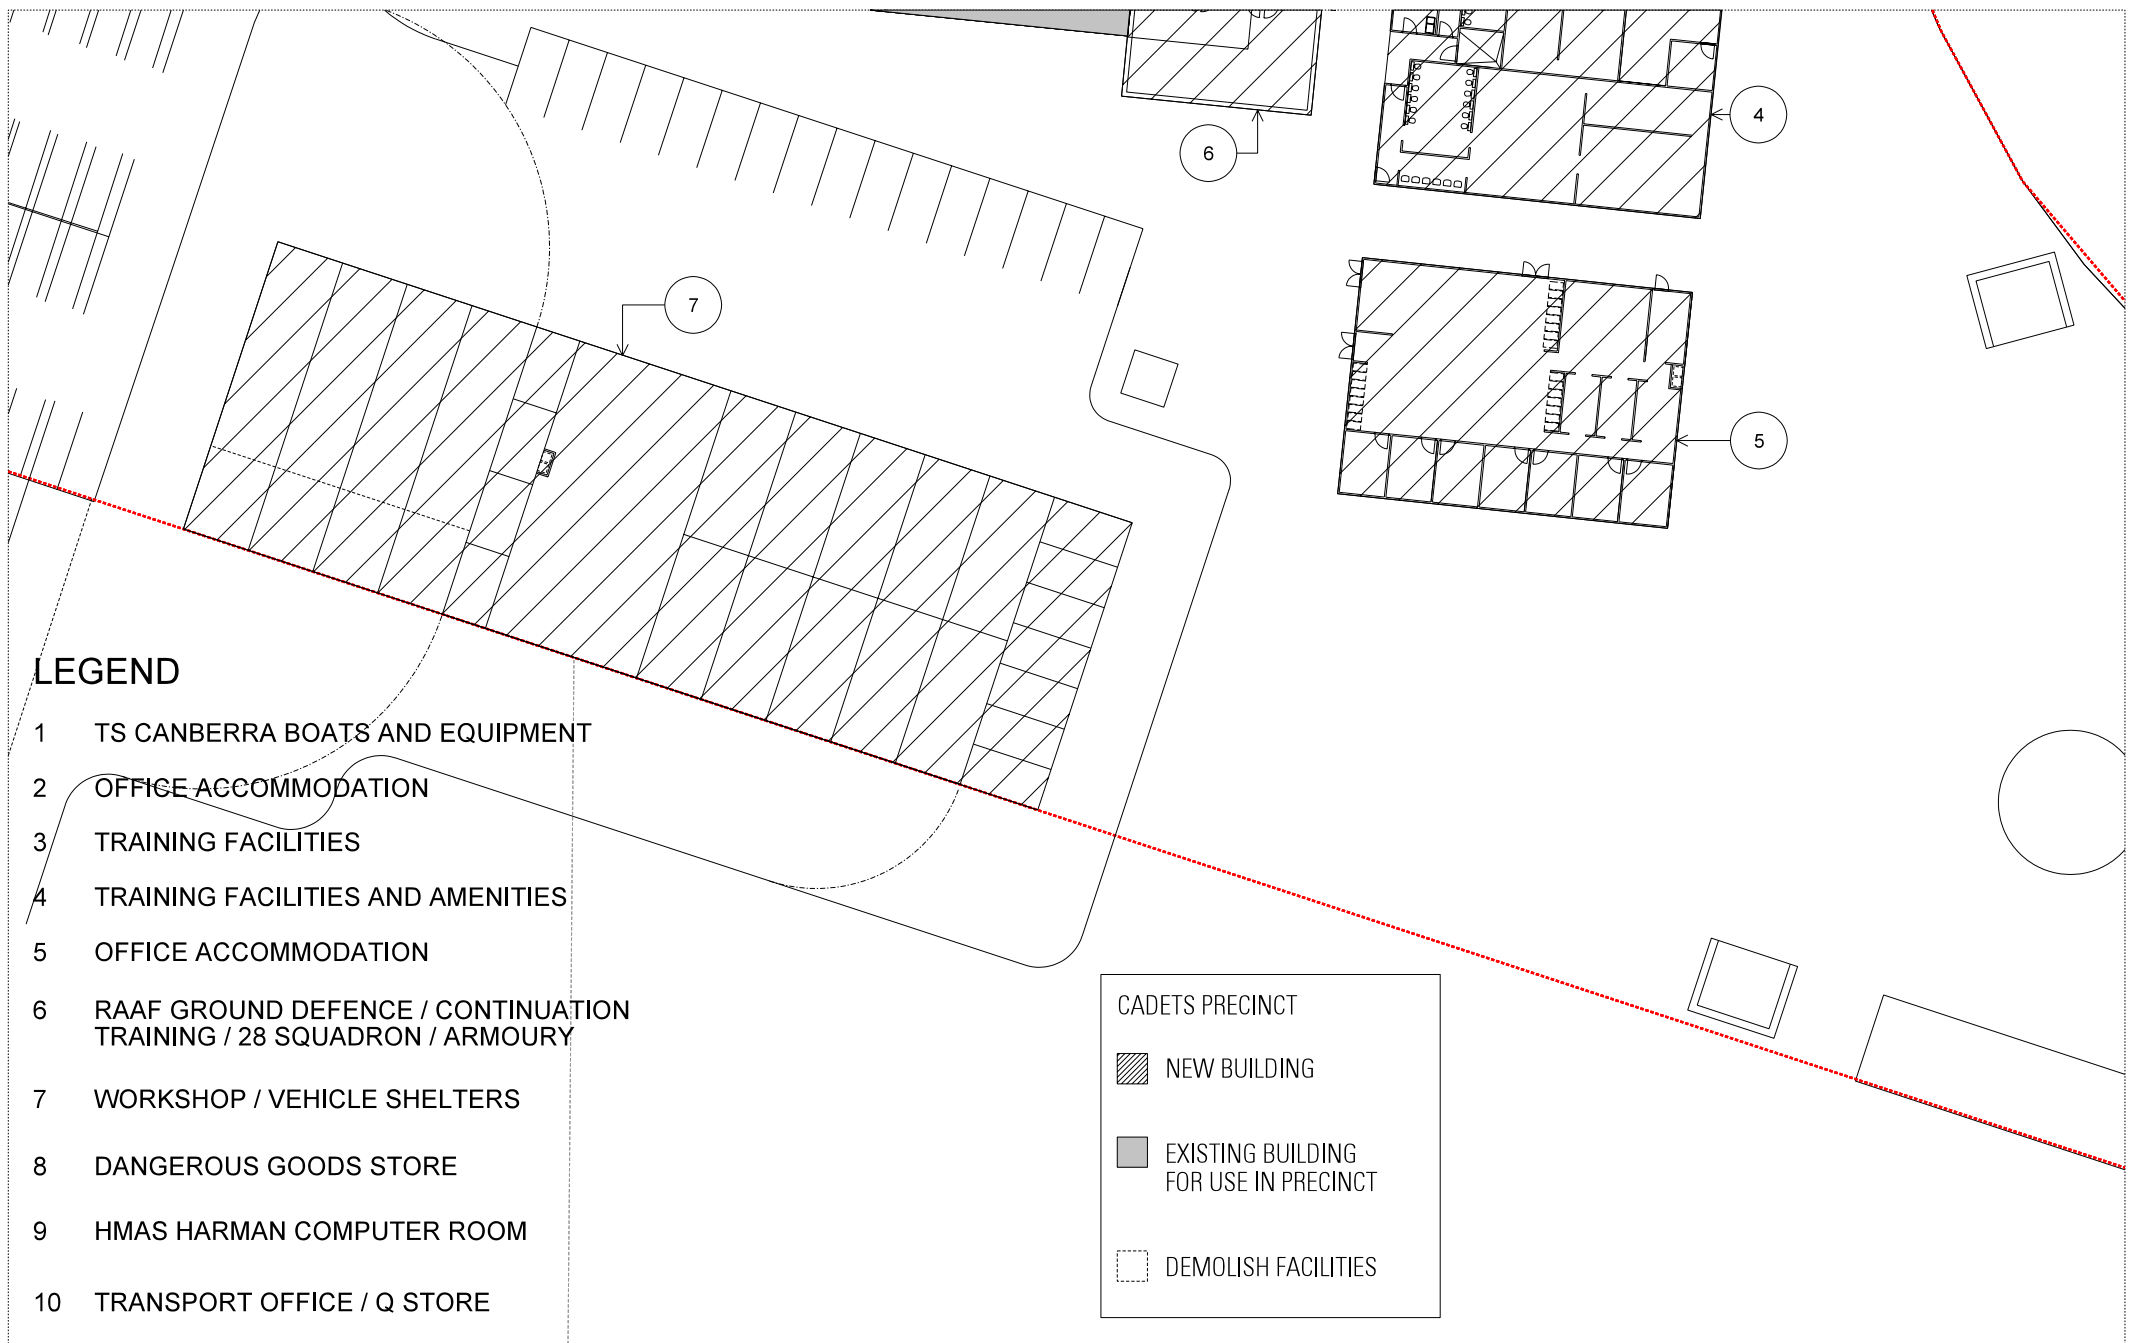 6
4
7
5
LEGEND
1 TS CANBERRA BOATS AND EQUIPMENT
2 OFFICE ACCOMMODATION
3 TRAINING FACILITIES
4 TRAINING FACILITIES AND AMENITIES
5 OFFICE ACCOMMODATION
6 RAAF GROUND DEFENCE / CONTINUATION
TRAINING / 28 SQUADRON / ARMOURY
7 WORKSHOP / VEHICLE SHELTERS
8 DANGEROUS GOODS STORE
9 HMAS HARMAN COMPUTER ROOM
10 TRANSPORT OFFICE / Q STORE
CADETS PRECINCT
NEW BUILDING
EXISTING BUILDING
FOR USE IN PRECINCT
DEMOLISH FACILITIES